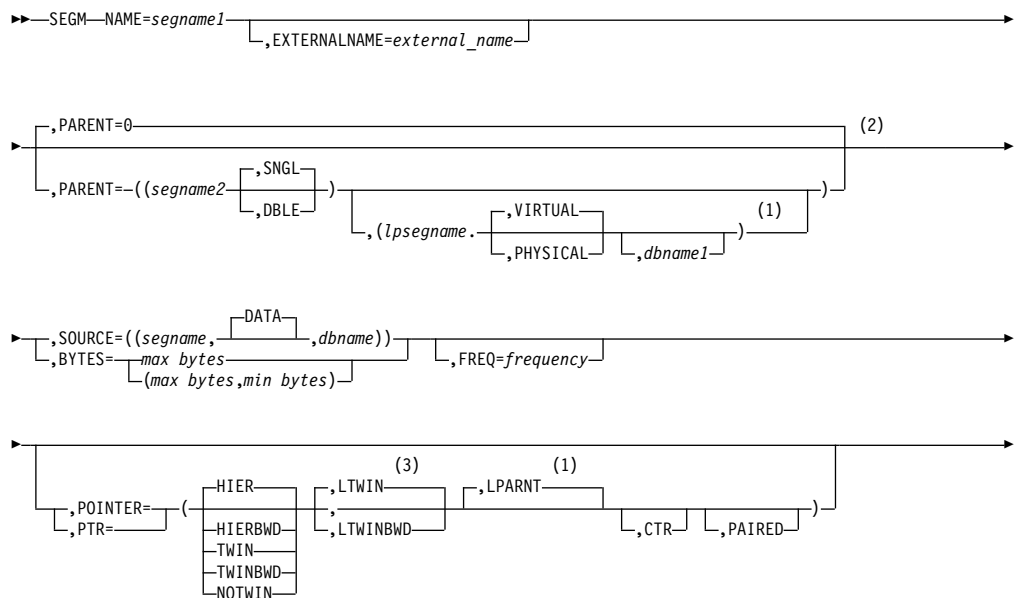 SEGM NAME=segname1
,EXTERNALNAME=external_name
,PARENT=0 (2)
,SNGL
,PARENT= ((segname2 ) )
,DBLE
,VIRTUAL (1)
,(lpsegname. )
,PHYSICAL ,dbname1
DATA
,SOURCE=((segname, ,dbname))
,BYTES= max bytes ,FREQ=frequency
(max bytes,min bytes)
(3) (1)
HIER ,LTWIN ,LPARNT
,POINTER= ( , )
,PTR= HIERBWD ,LTWINBWD ,CTR ,PAIRED
TWIN
TWINBWD
NOTWIN